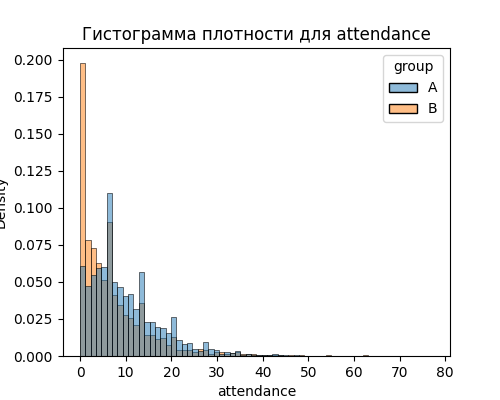 Гистограмма плотности для attendance
group
A
B
0.200
0.175
0.150
0.125
0.100
0.075
0.050
0.025
0.000
Density
0 10 20 30 40 50 60 70 80
attendance